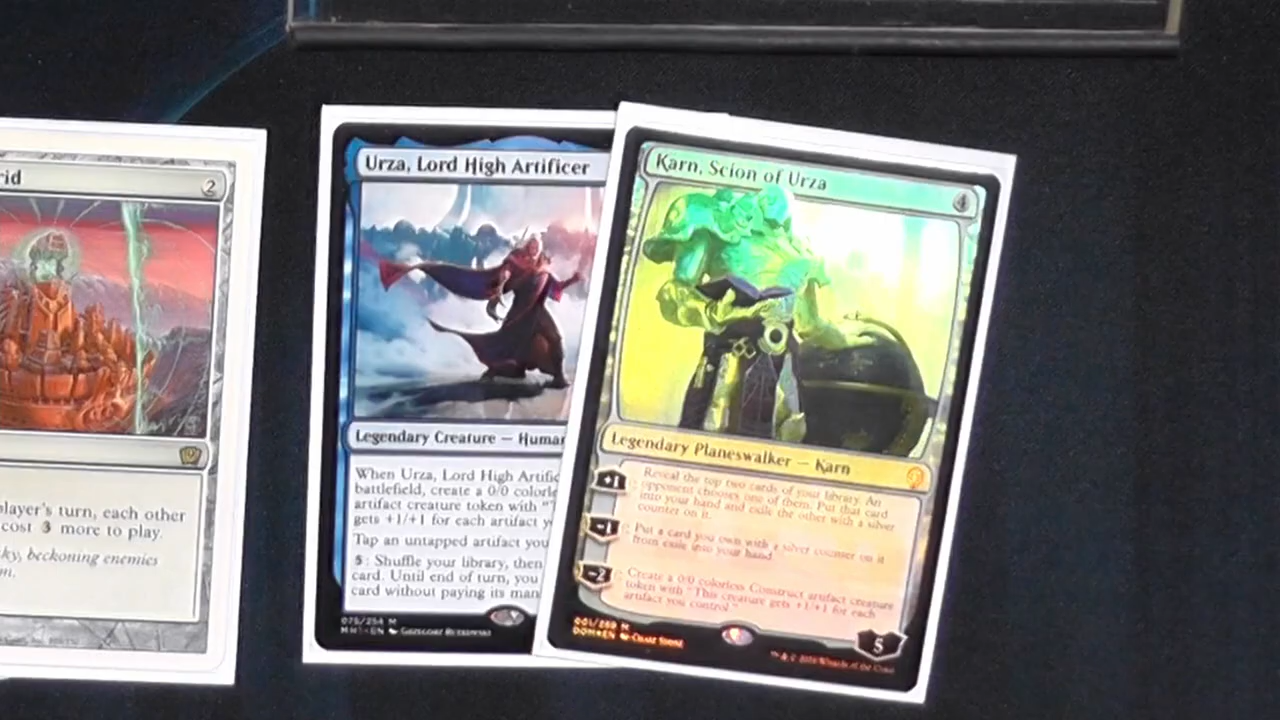 rid
2
layer's turn, each other
cost 3 more to play.
ky, beckoning enemies
m.
Urza, Lord High Artificer
Legendary Creature — Human
When Urza, Lord High Artific
battlefield, create a 0/0 colorle
artifact creature token with "T
gets +1/+1 for each artifact y
Tap an untapped artifact you
5: Shuffle your library, then
card. Until end of turn, you
card without paying its man
075/254 M
MH1 • EN
Karn, Scion of Urza
4
Legendary Planeswalker — Karn
+1: Reveal the top two cards of your library. An
opponent chooses one of them. Put that card
into your hand and exile the other with a silver
counter on it.
-1: Put a card you own with a silver counter on it
from exile into your hand.
-2: Create a 0/0 colorless Construct artifact creature
token with "This creature gets +1/+1 for each
artifact you control."
001/269 M
DOM • EN
5